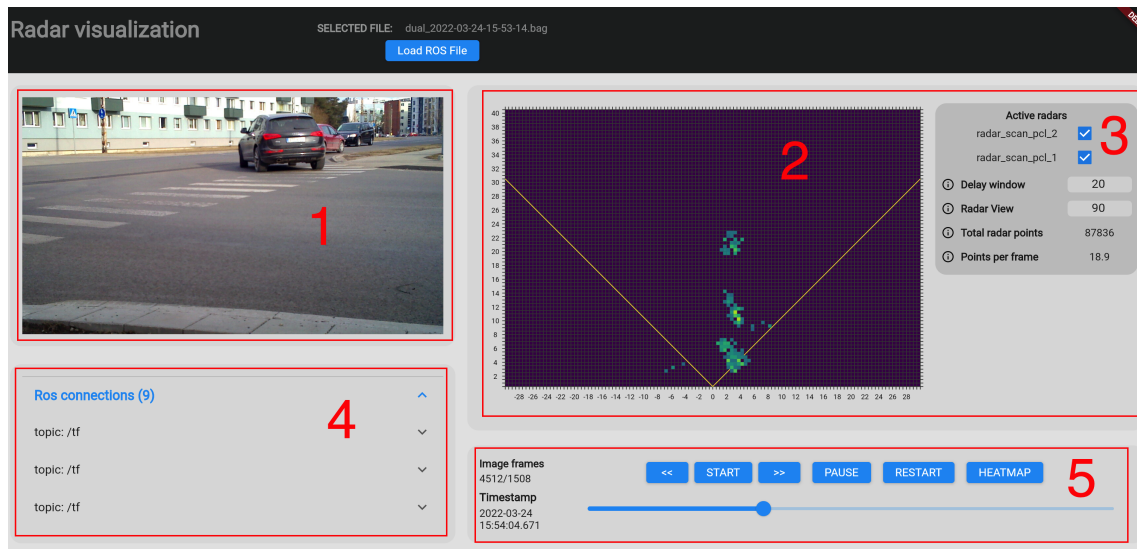 Radar visualization
SELECTED FILE: dual_2022-03-24-15-53-14.bag
Load ROS File
1
40
38
36
34
32
30
28
26
24
22
20
18
16
14
12
10
8
6
4
2
-28 -26 -24 -22 -20 -18 -16 -14 -12 -10 -8 -6 -4 -2 0 2 4 6 8 10 12 14 16 18 20 22 24 26 28
2
Active radars
radar_scan_pcl_2
radar_scan_pcl_1
3
Delay window 20
Radar View 90
Total radar points 87836
Points per frame 18.9
Ros connections (9)
topic: /tf
topic: /tf
topic: /tf
4
Image frames
4512/1508
<< START >> PAUSE RESTART HEATMAP
Timestamp
2022-03-24
15:54:04.671
5